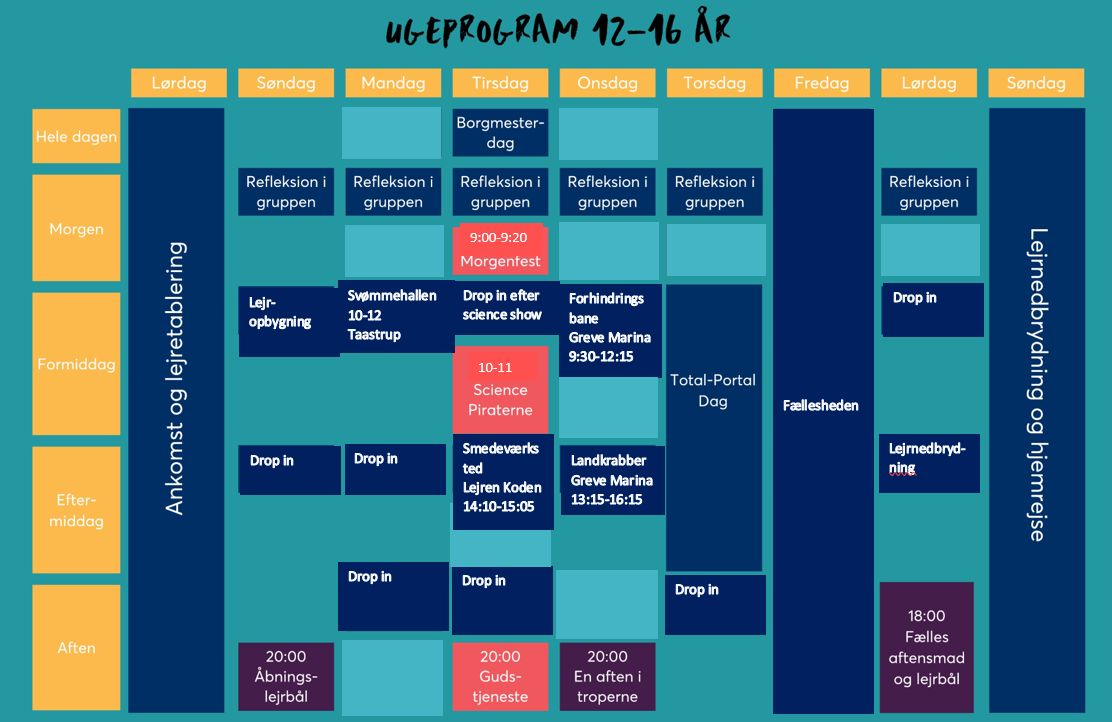 UGEPROGRAM 12-16 ÅR
Lørdag
Søndag
Mandag
Tirsdag
Onsdag
Torsdag
Fredag
Lørdag
Søndag
Hele dagen
Borgmester-
dag
Morgen
Refleksion i
gruppen
Refleksion i
gruppen
Refleksion i
gruppen
Refleksion i
gruppen
Refleksion i
gruppen
Refleksion i
gruppen
9:00-9:20
Morgenfest
Ankomst og lejretablering
Formiddag
Lejr-
opbygning
Svømmehallen
10-12
Taastrup
Drop in efter
science show
10-11
Science
Piraterne
Forhindrings
bane
Greve Marina
9:30-12:15
Total-Portal
Dag
Fællesheden
Drop in
Lejrnedbrydning og hjemrejse
Efter-
middag
Drop in
Drop in
Smedeværks
ted
Lejren Koden
14:10-15:05
Landkrabber
Greve Marina
13:15-16:15
Lejrnedbryd-
ning
Aften
Drop in
Drop in
Drop in
20:00
Åbnings-
lejrbål
20:00
Guds-
tjeneste
20:00
En aften i
troperne
18:00
Fælles
aftensmad
og lejrbål